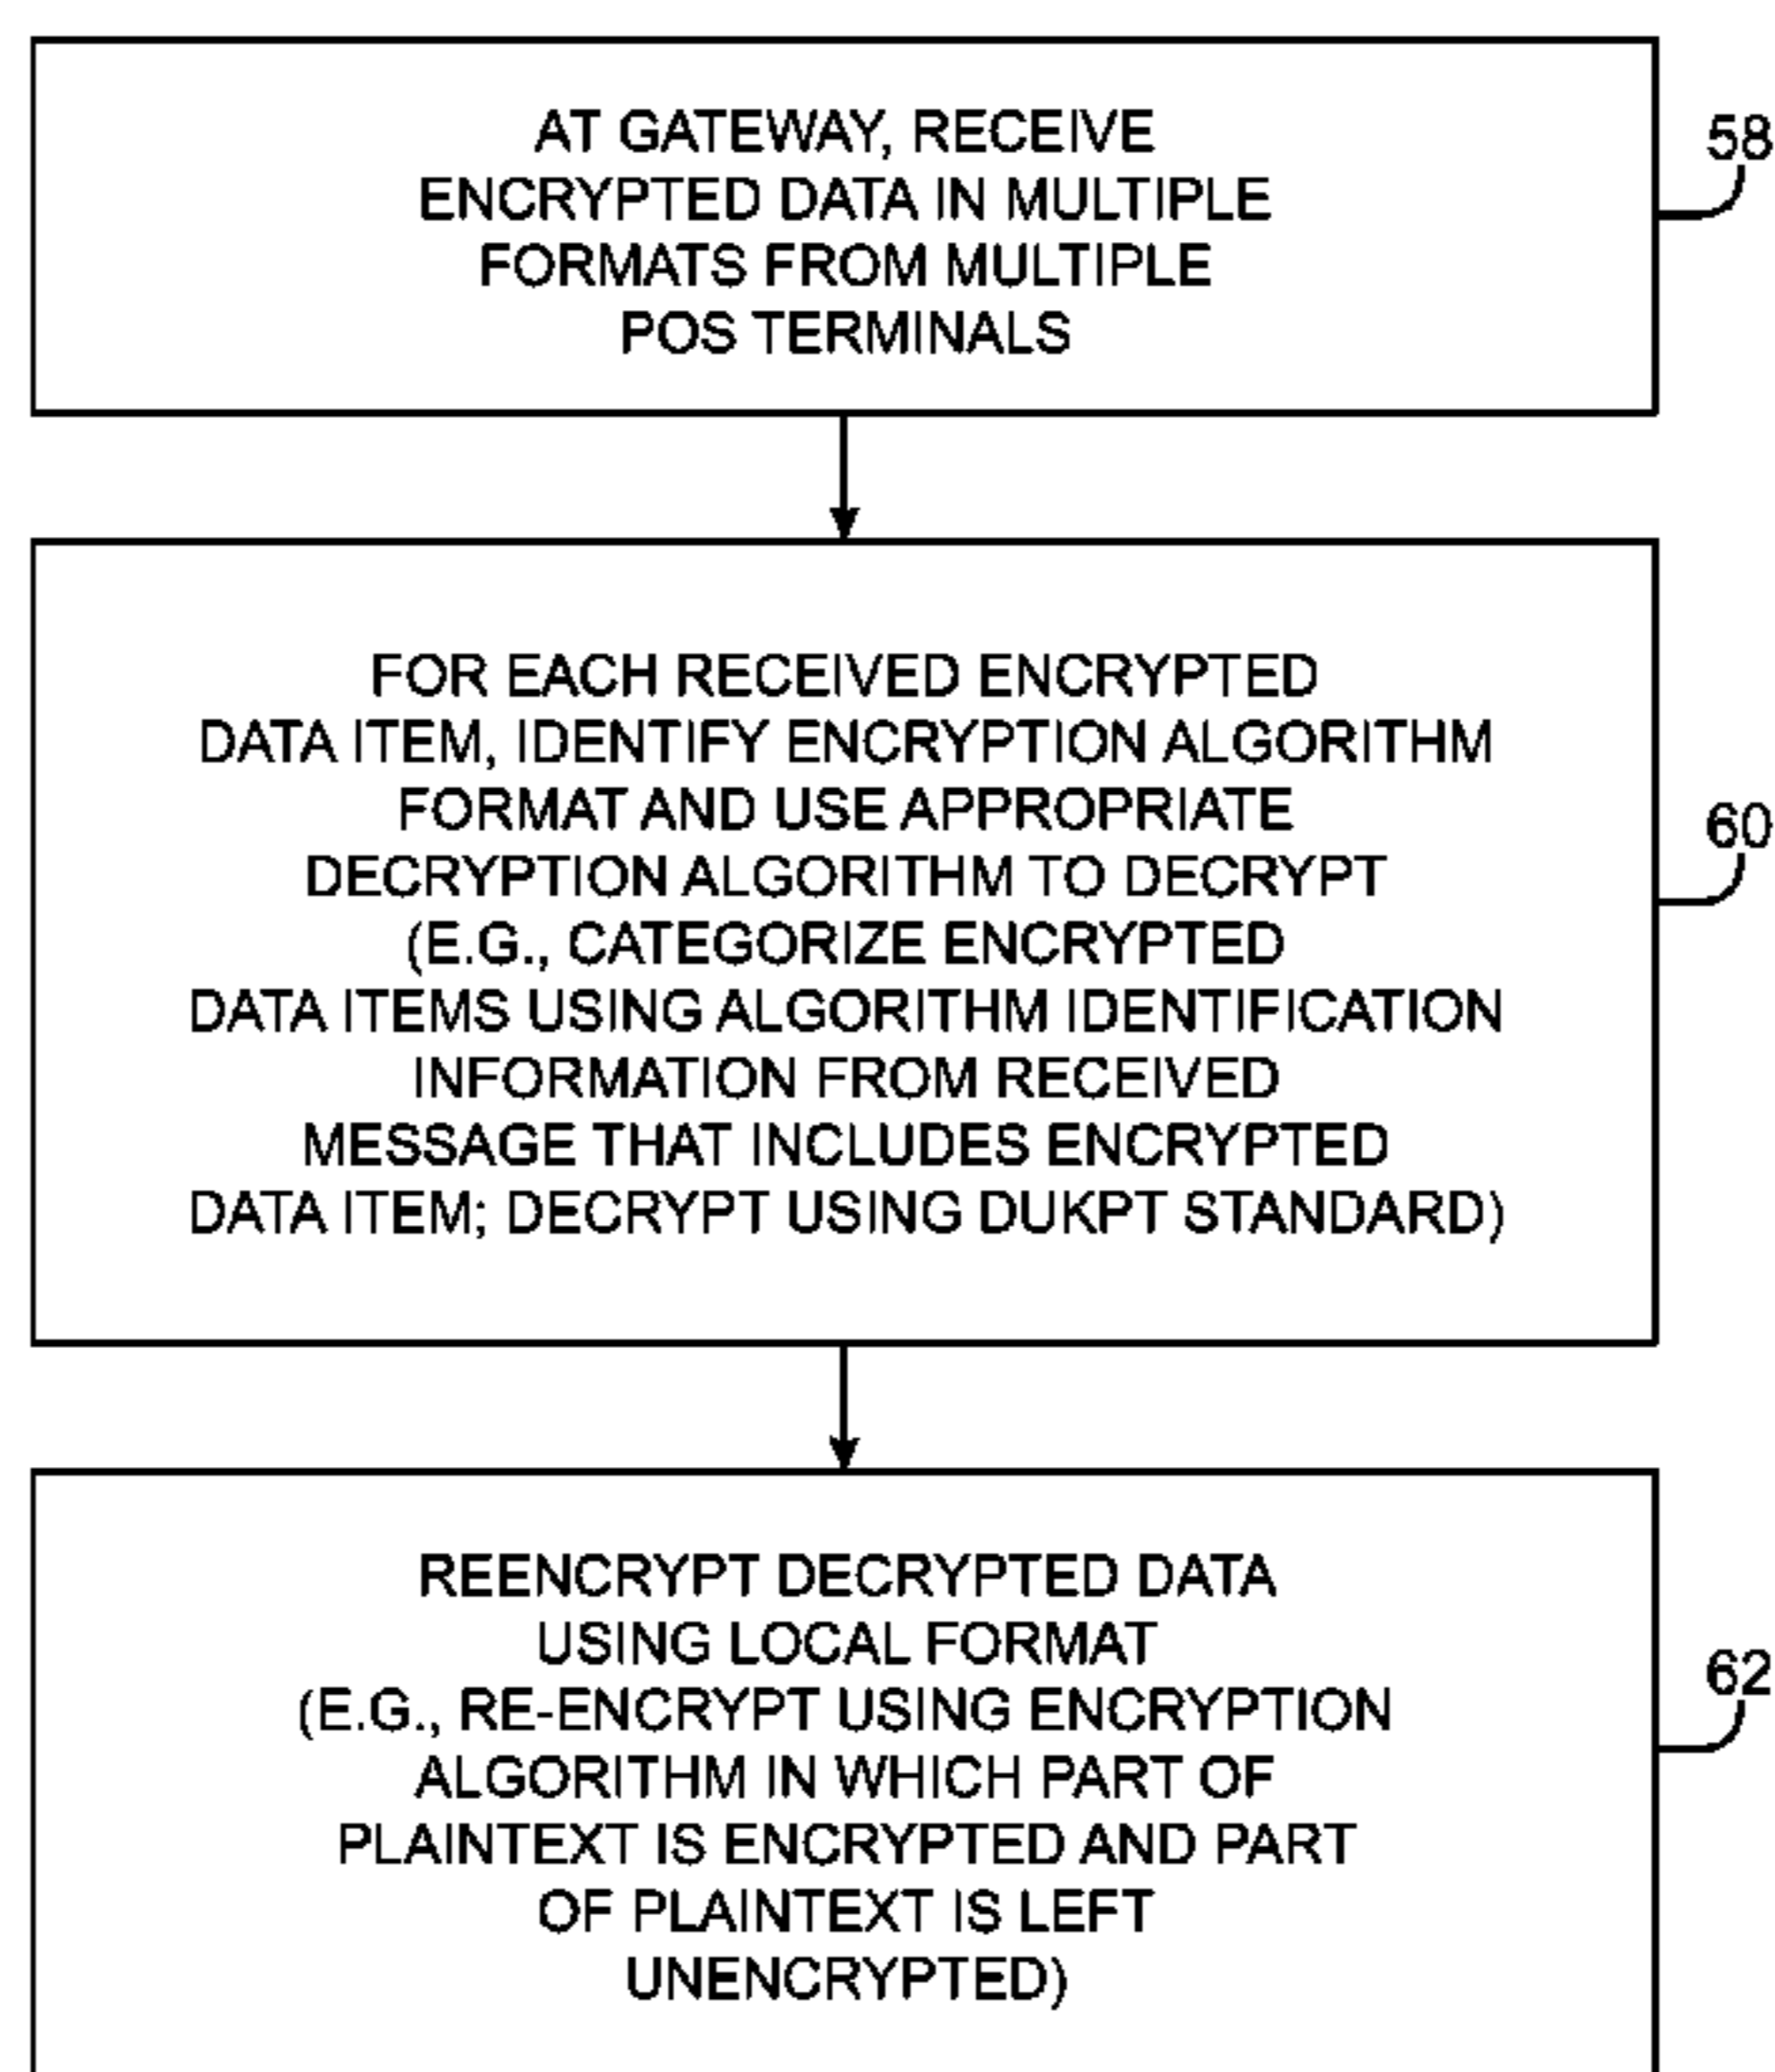 AT GATEWAY, RECEIVE
ENCRYPTED DATA IN MULTIPLE
FORMATS FROM MULTIPLE
POS TERMINALS
58
FOR EACH RECEIVED ENCRYPTED
DATA ITEM, IDENTIFY ENCRYPTION ALGORITHM
FORMAT AND USE APPROPRIATE
DECRYPTION ALGORITHM TO DECRYPT
(E.G., CATEGORIZE ENCRYPTED
DATA ITEMS USING ALGORITHM IDENTIFICATION
INFORMATION FROM RECEIVED
MESSAGE THAT INCLUDES ENCRYPTED
DATA ITEM; DECRYPT USING DUKPT STANDARD)
60
REENCRYPT DECRYPTED DATA
USING LOCAL FORMAT
(E.G., RE-ENCRYPT USING ENCRYPTION
ALGORITHM IN WHICH PART OF
PLAINTEXT IS ENCRYPTED AND PART
OF PLAINTEXT IS LEFT
UNENCRYPTED)
62